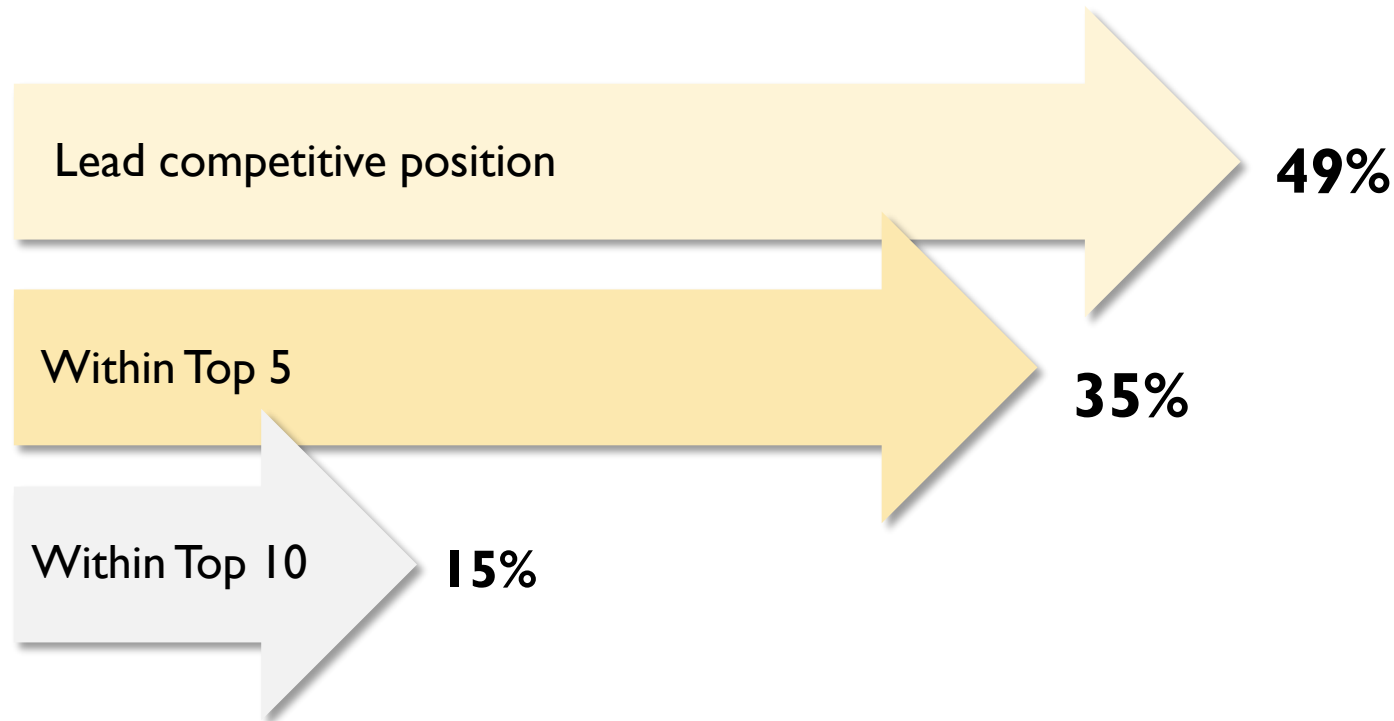 Lead competitive position
49%
Within Top 5
35%
Within Top 10
15%